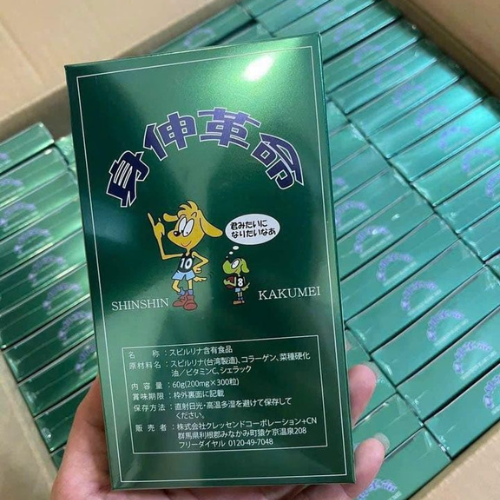 身伸革命
君みたいに
なりたいなあ
10
8
SHINSHIN
KAKUMEI
名　称：スピルリナ含有食品
原材料名：スピルリナ(台湾製造)、コラーゲン、菜種硬化
油/ビタミンC、シェラック
内容量：60g(200mg×300粒)
賞味期限：枠外裏面に記載
保存方法：直射日光・高温多湿を避けて保存して
ください。
販売者：株式会社クレッセンドコーポレーション+CN
群馬県利根郡みなかみ町猿ケ京温泉208
フリーダイヤル 0120-49-7048